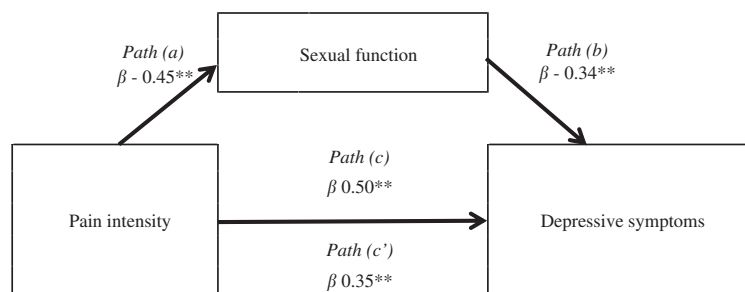 Path (a)
β - 0.45**
Sexual function
Path (b)
β - 0.34**
Pain intensity
Path (c)
β 0.50**
Path (c’)
β 0.35**
Depressive symptoms